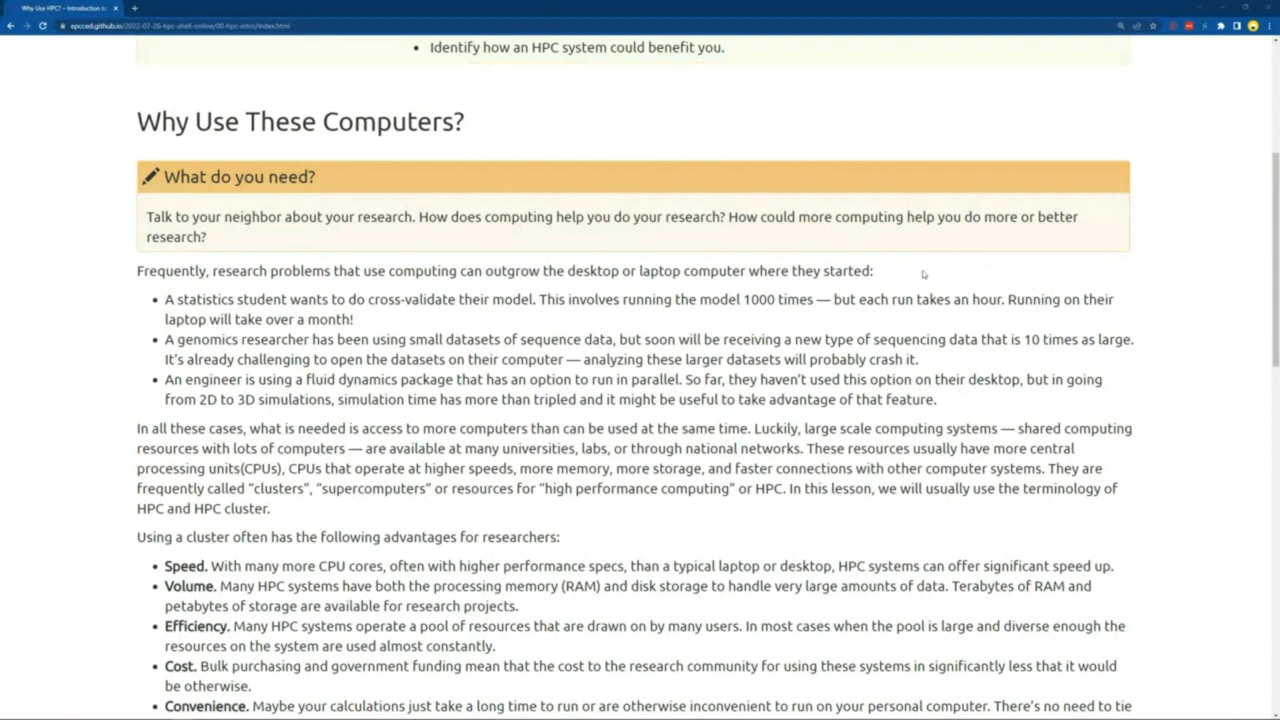 Why Use HPC? – Introduction to
epcced.github.io/2022-07-26-hpc-shell-online/00-hpc-intro/index.html
• Identify how an HPC system could benefit you.
Why Use These Computers?
What do you need?
Talk to your neighbor about your research. How does computing help you do your research? How could more computing help you do more or better
research?
Frequently, research problems that use computing can outgrow the desktop or laptop computer where they started:
• A statistics student wants to do cross-validate their model. This involves running the model 1000 times — but each run takes an hour. Running on their
laptop will take over a month!
• A genomics researcher has been using small datasets of sequence data, but soon will be receiving a new type of sequencing data that is 10 times as large.
It’s already challenging to open the datasets on their computer — analyzing these larger datasets will probably crash it.
• An engineer is using a fluid dynamics package that has an option to run in parallel. So far, they haven’t used this option on their desktop, but in going
from 2D to 3D simulations, simulation time has more than tripled and it might be useful to take advantage of that feature.
In all these cases, what is needed is access to more computers than can be used at the same time. Luckily, large scale computing systems — shared computing
resources with lots of computers — are available at many universities, labs, or through national networks. These resources usually have more central
processing units(CPUs), CPUs that operate at higher speeds, more memory, more storage, and faster connections with other computer systems. They are
frequently called “clusters”, “supercomputers” or resources for “high performance computing” or HPC. In this lesson, we will usually use the terminology of
HPC and HPC cluster.
Using a cluster often has the following advantages for researchers:
• Speed. With many more CPU cores, often with higher performance specs, than a typical laptop or desktop, HPC systems can offer significant speed up.
• Volume. Many HPC systems have both the processing memory (RAM) and disk storage to handle very large amounts of data. Terabytes of RAM and
petabytes of storage are available for research projects.
• Efficiency. Many HPC systems operate a pool of resources that are drawn on by many users. In most cases when the pool is large and diverse enough the
resources on the system are used almost constantly.
• Cost. Bulk purchasing and government funding mean that the cost to the research community for using these systems in significantly less that it would
be otherwise.
• Convenience. Maybe your calculations just take a long time to run or are otherwise inconvenient to run on your personal computer. There’s no need to tie